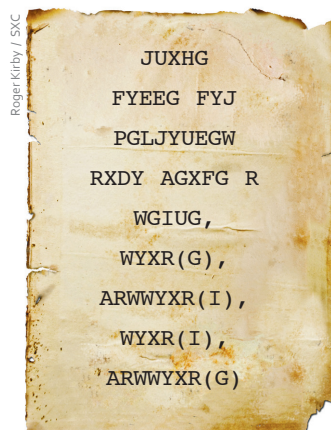 Roger Kirby / SXC
JUXHG
FYEEG FYJ
PGLJYUEGW
RXDY AGXFG R
WGIUG,
WYXR(G),
ARWWYXR(I),
WYXR(I),
ARWWYXR(G)